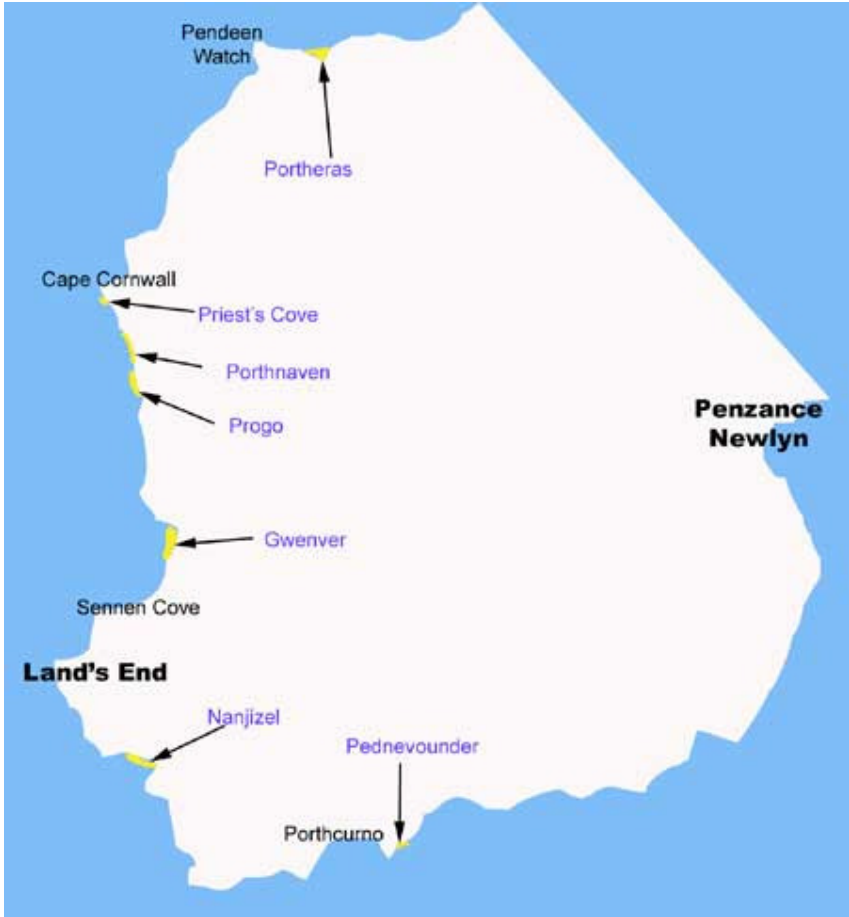 Pendeen
Watch
Portheras
Cape Cornwall
Priest's Cove
Porthnaven
Progo
Penzance
Newlyn
Gwenver
Sennen Cove
Land's End
Nanjizel
Pednevounder
Porthcurno